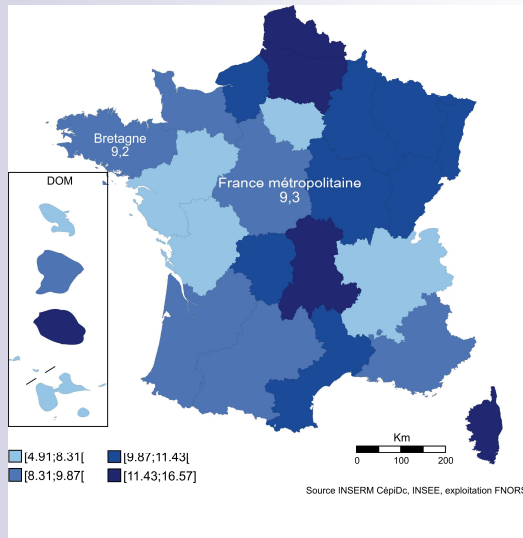 Bretagne
9,2
France métropolitaine
9,3
DOM
[4.91;8.31[
[9.87;11.43[
[8.31;9.87[
[11.43;16.57]
Km
0 100 200
Source INSERM CépiDc, INSEE, exploitation FNORS